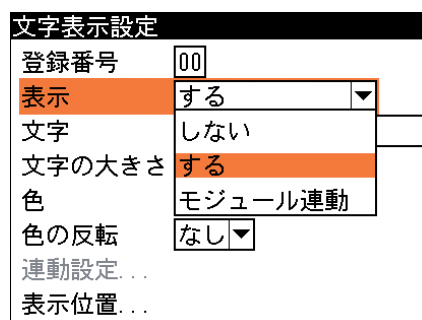 文字表示設定
登録番号 00
表示 する
文字 しない
文字の大きさ する
色 モジュール連動
色の反転 なし
連動設定...
表示位置...